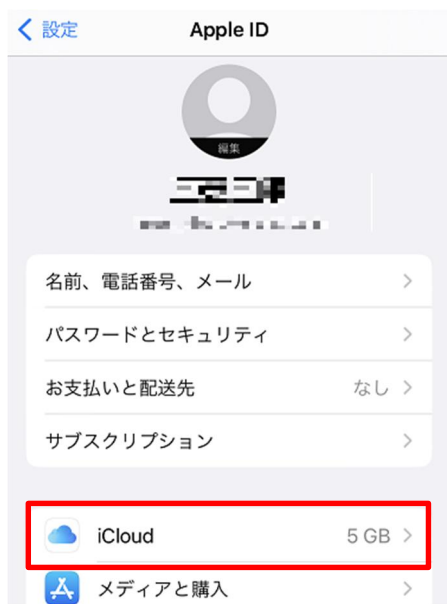 設定 Apple ID
編集
名前、電話番号、メール
パスワードとセキュリティ
お支払いと配送先 なし
サブスクリプション
iCloud 5 GB
メディアと購入